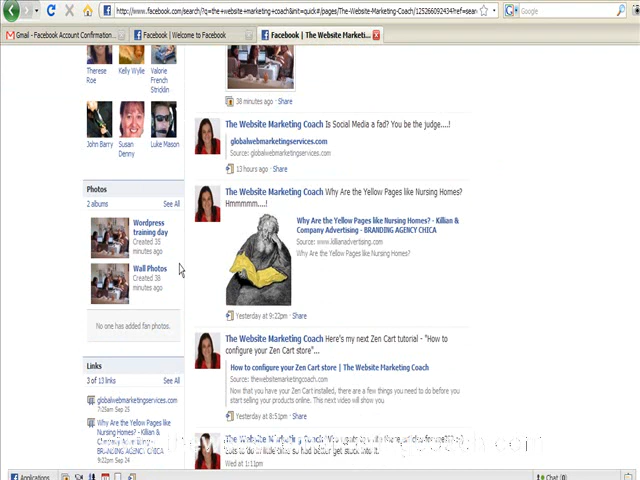 http://www.facebook.com/search/?q=the+website+marketing+coach&init=quick#/pages/The-Website-Marketing-Coach/125266092434?ref=sear
Google
Gmail - Facebook Account Confirmation...
Facebook | Welcome to Facebook
Facebook | The Website Marketi...
Therese Roe
Kelly Wylie
Valorie French Stricklin
John Barry
Susan Denny
Luke Mason
Photos
2 albums
See All
Wordpress
training day
Created 35
minutes ago
Wall Photos
Created 38
minutes ago
No one has added fan photos.
Links
3 of 13 links
See All
globalwebmarketingservices.com
7:25am Sep 25
Why Are the Yellow Pages like
Nursing Homes? - Killian &
BRANDING AGENCY CHICA
9:22pm Sep 24
38 minutes ago · Share
The Website Marketing Coach Is Social Media a fad? You be the judge....!
globalwebmarketingservices.com
Source: globalwebmarketingservices.com
13 hours ago · Share
The Website Marketing Coach Why Are the Yellow Pages like Nursing Homes?
Hmmmmm....!
Why Are the Yellow Pages like Nursing Homes? - Killian &
Company Advertising - BRANDING AGENCY CHICA
Source: www.killianadvertising.com
Why Are the Yellow Pages like Nursing Homes?
Yesterday at 9:22pm · Share
The Website Marketing Coach Here's my next Zen Cart tutorial - "How to
configure your Zen Cart store"...
How to configure your Zen Cart store | The Website Marketing Coach
Source: thewebsitemarketingcoach.com
Now that you have your Zen Cart installed, there are a few things you need to do before you
start selling your products online. This next video will show you
Yesterday at 8:51pm · Share
Wed at 1:11pm
Applications
Chat